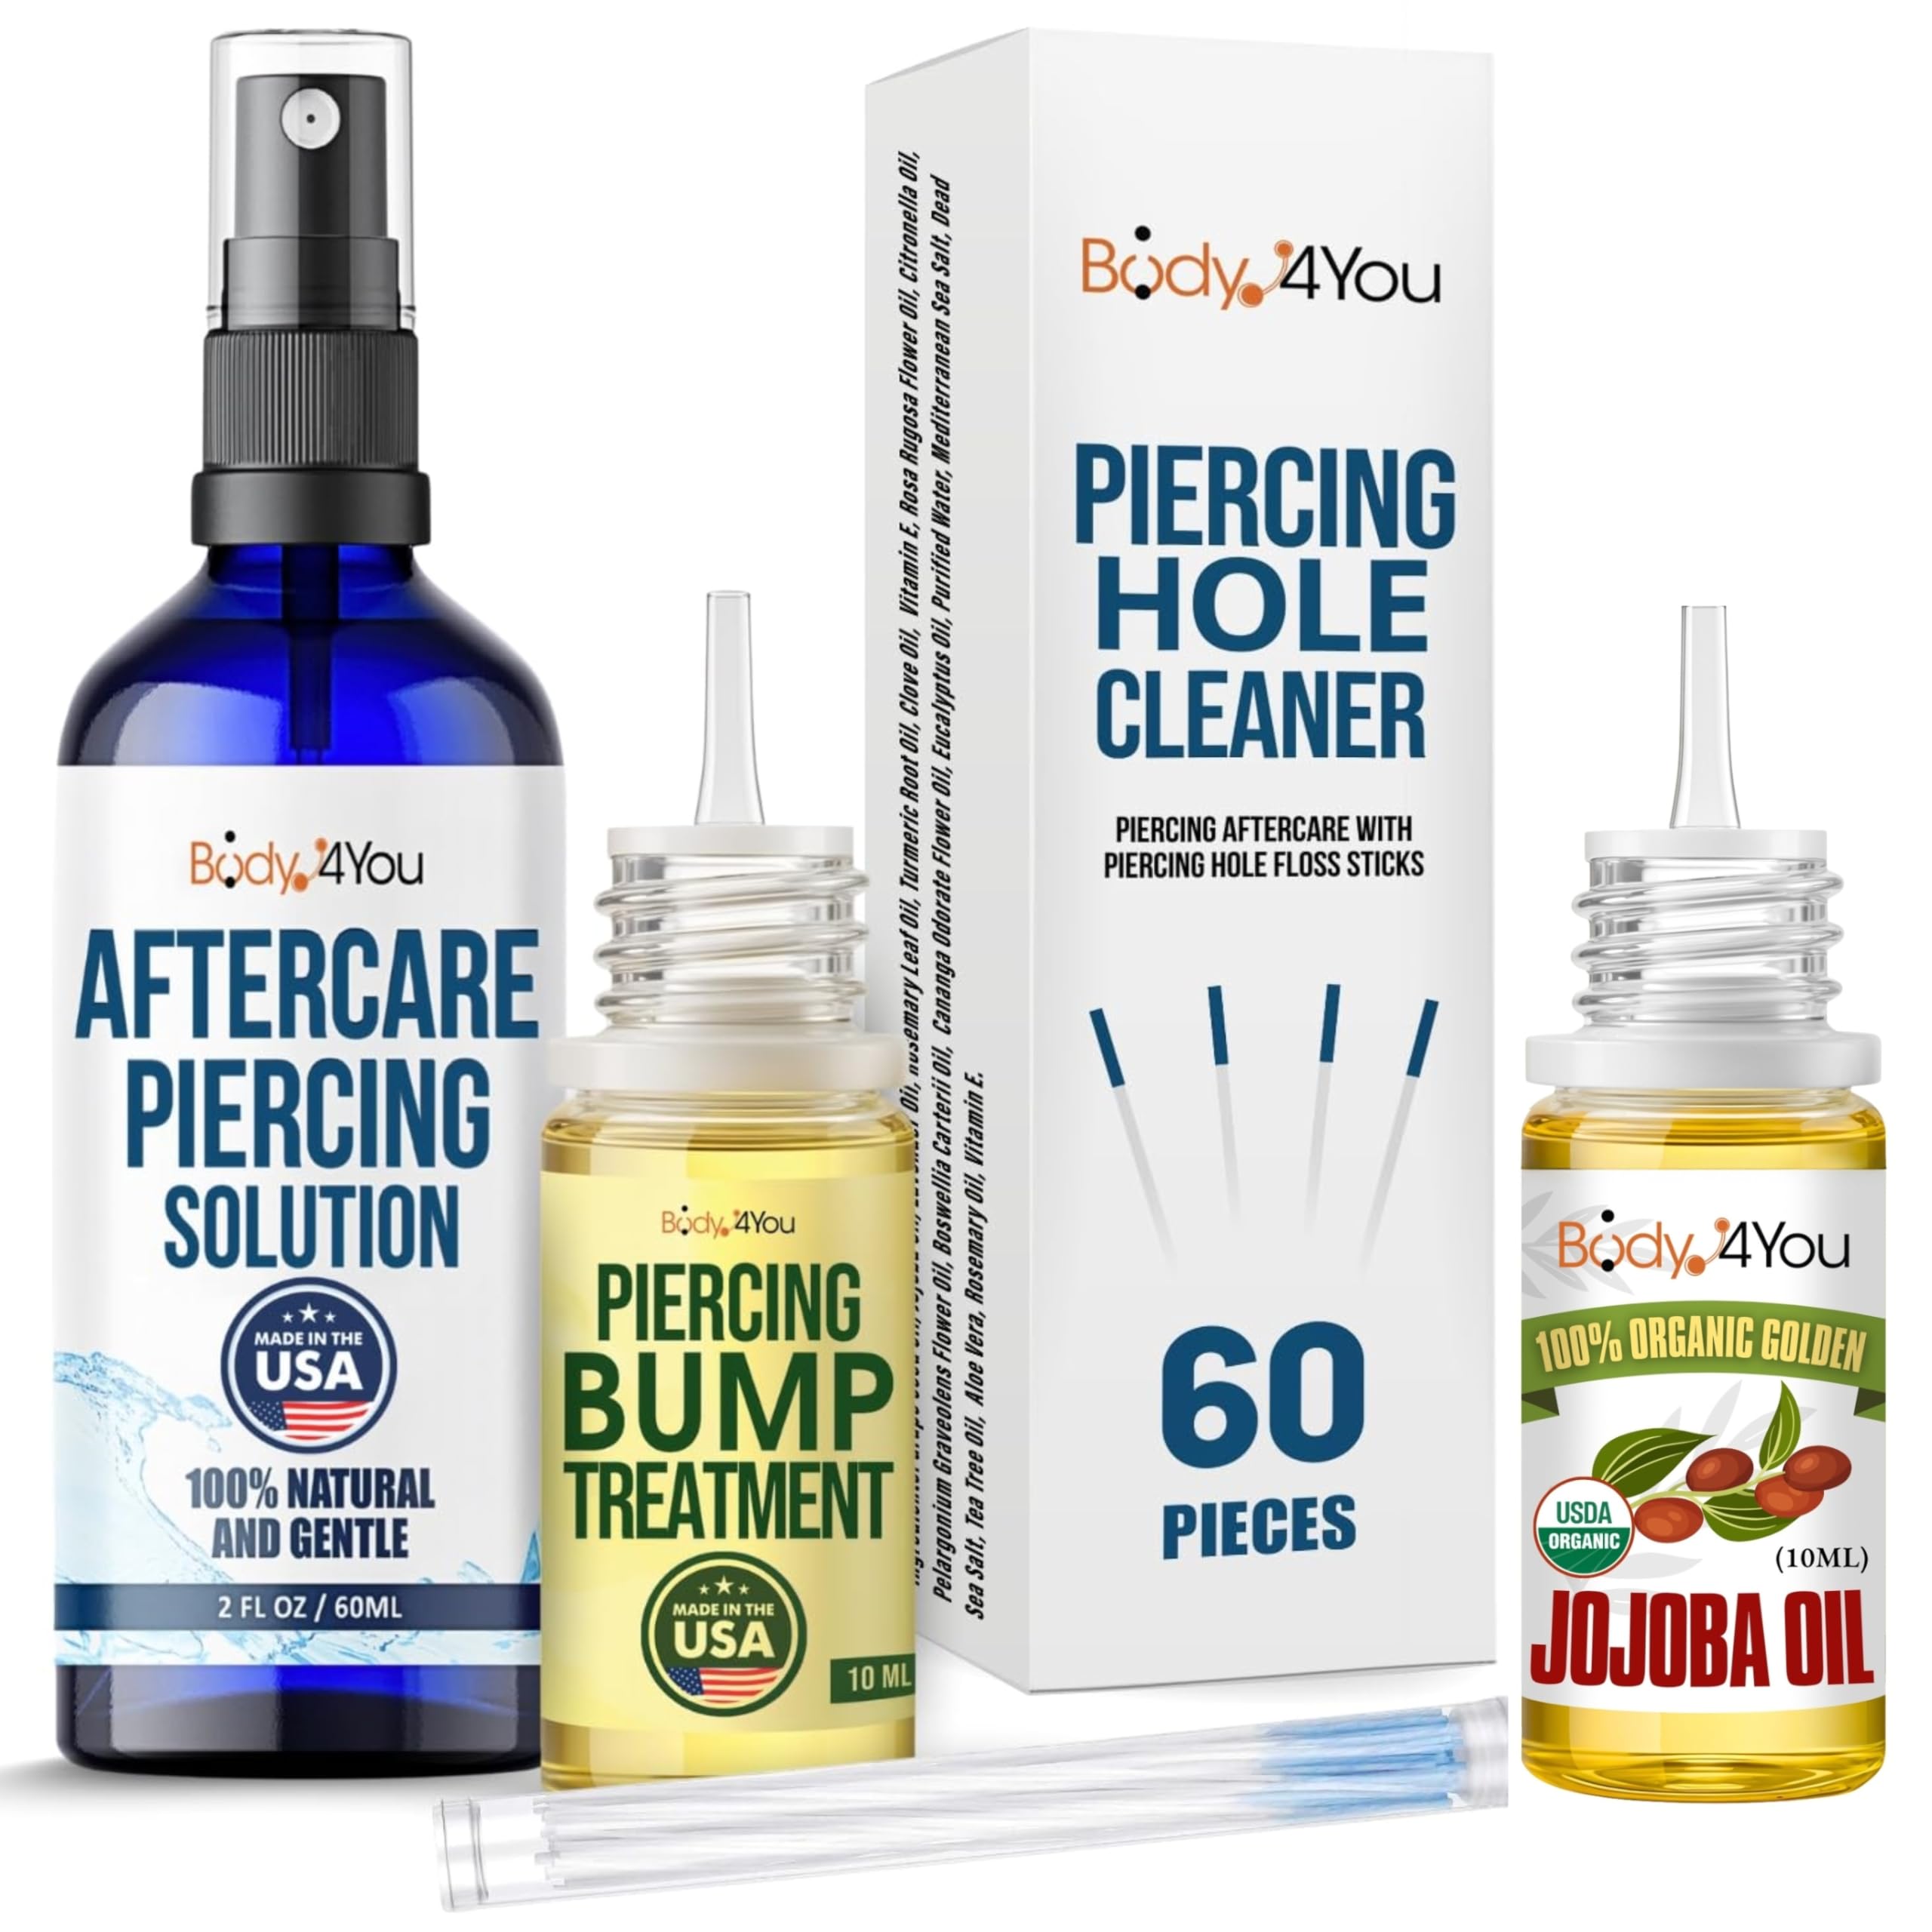 Body4You
AFTERCARE
PIERCING
SOLUTION
MADE IN THE
USA
100% NATURAL
AND GENTLE
2 FL OZ / 60ML
Body4You
PIERCING
BUMP
TREATMENT
MADE IN THE
USA
10 ML
Oil, Rosemary Leaf Oil, Turmeric Root Oil, Clove Oil, Vitamin E, Rosa Rugosa Flower Oil, Citronella Oil,
Pelargonium Graveolens Flower Oil, Boswellia Carterii Oil, Cananga Odorate Flower Oil, Eucalyptus Oil, Purified Water, Mediterranean Sea Salt, Dead
Sea Salt, Tea Tree Oil, Aloe Vera, Rosemary Oil, Vitamin E.
Body4You
PIERCING
HOLE
CLEANER
PIERCING AFTERCARE WITH
PIERCING HOLE FLOSS STICKS
60
PIECES
Body4You
100% ORGANIC GOLDEN
USDA
ORGANIC
(10ML)
JOJOBA OIL